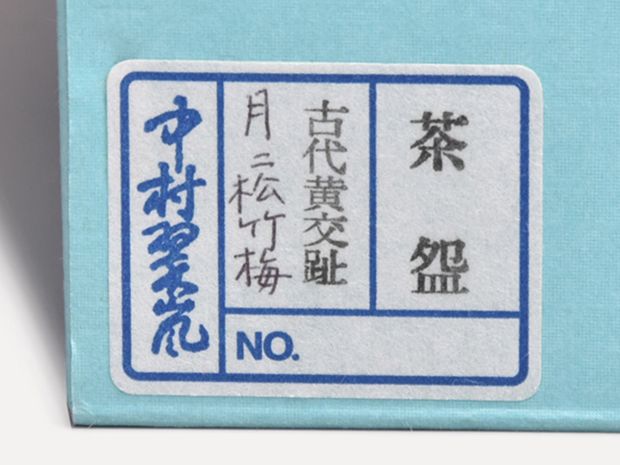 茶盌
古代黄交趾
月ニ松竹梅
中村翠嵐
NO.